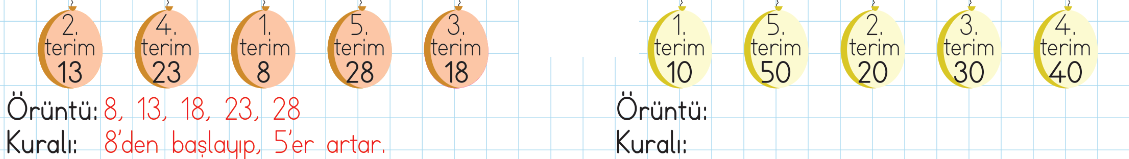 2. 4. 1. 5. 3. 1. 5. 2. 3. 4.
terim terim terim terim terim terim terim terim terim terim
13 23 8 28 18 10 50 20 30 40
Örüntü: 8, 13, 18, 23, 28 Örüntü:
Kuralı: 8'den başlayıp, 5'er artar. Kuralı: